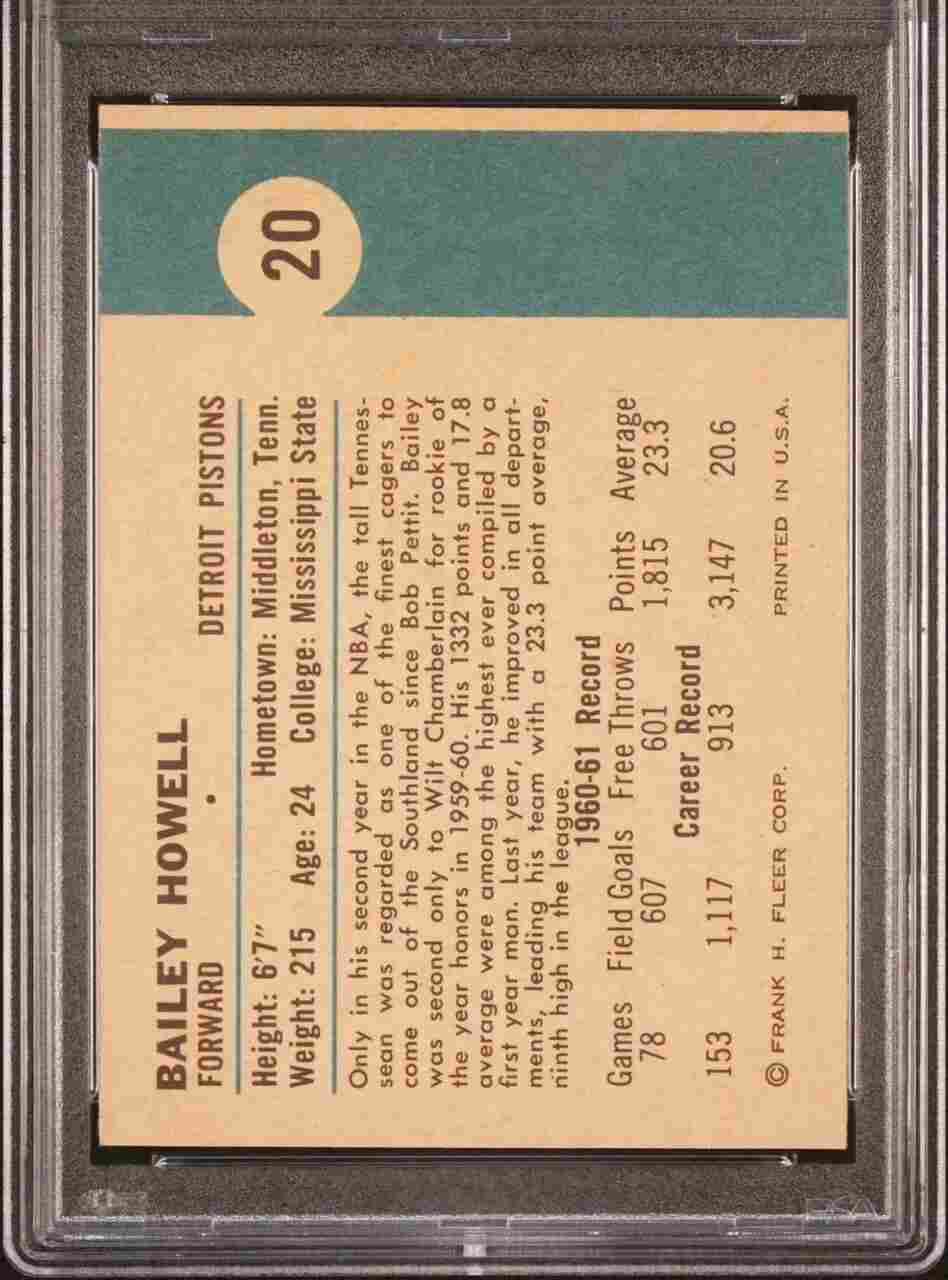 BAILEY HOWELL
FORWARD • DETROIT PISTONS
Height: 6'7" Hometown: Middleton, Tenn.
Weight: 215 Age: 24 College: Mississippi State
Only in his second year in the NBA, the tall Tennes-
sean was regarded as one of the finest cagers to
come out of the Southland since Bob Pettit. Bailey
was second only to Wilt Chamberlain for rookie of
the year honors in 1959-60. His 1332 points and 17.8
average were among the highest ever compiled by a
first year man. Last year, he improved in all depart-
ments, leading his team with a 23.3 point average,
ninth high in the league.
1960-61 Record
Games Field Goals Free Throws Points Average
78 607 601 1,815 23.3
Career Record
153 1,117 913 3,147 20.6
© FRANK H. FLEER CORP. PRINTED IN U.S.A.
20
PSA